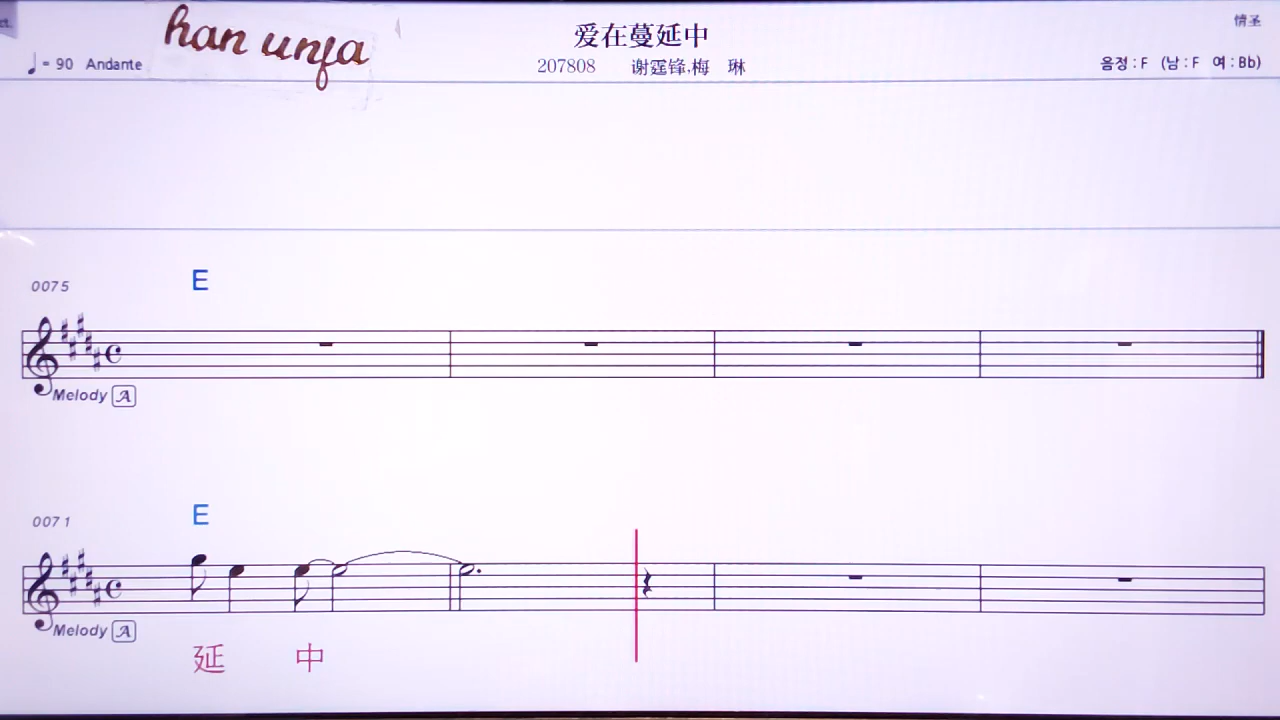 han unfa
爱在蔓延中
情圣
♩= 90 Andante
207808 谢霆锋,梅 琳
음정 : F (남 : F 여 : Bb)
0075
E
Melody A
0071
E
Melody A
延 中